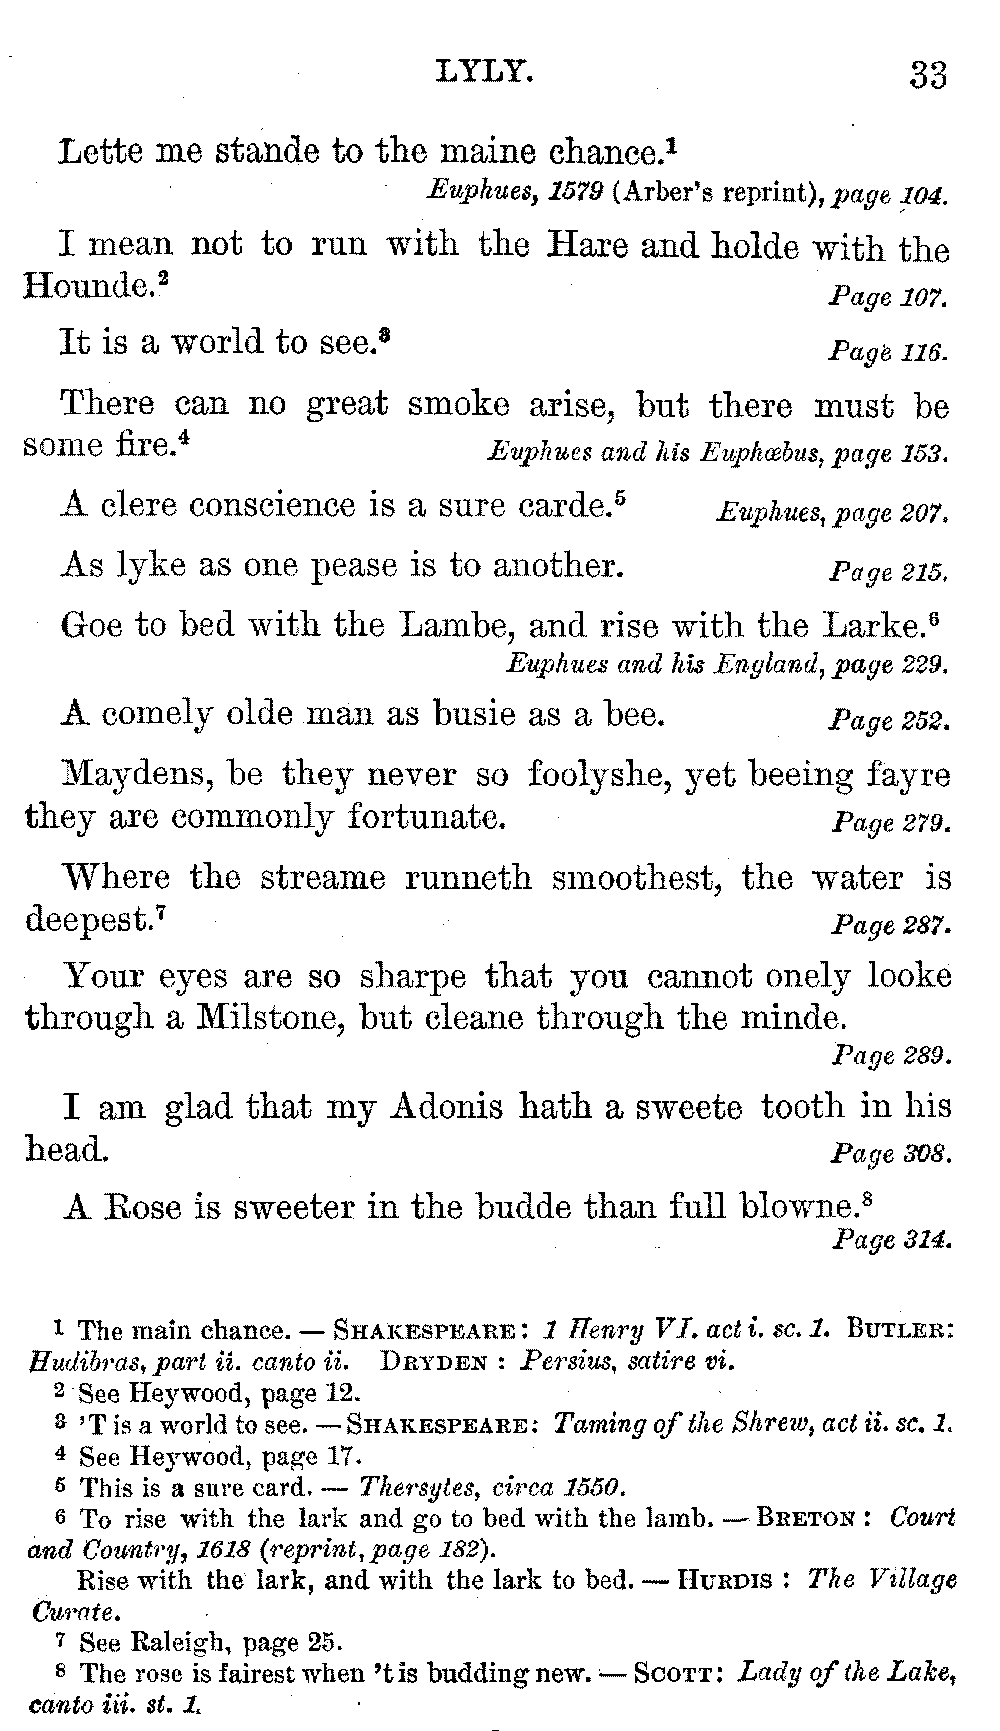 LYLY. 33
Lette me stande to the maine chance.¹
Euphues, 1579 (Arber's reprint), page 104.
I mean not to run with the Hare and holde with the
Hounde.² Page 107.
It is a world to see.³ Page 116.
There can no great smoke arise, but there must be
some fire.⁴ Euphues and his Euphœbus, page 153.
A clere conscience is a sure carde.⁵ Euphues, page 207.
As lyke as one pease is to another. Page 215.
Goe to bed with the Lambe, and rise with the Larke.⁶
Euphues and his England, page 229.
A comely olde man as busie as a bee. Page 252.
Maydens, be they never so foolyshe, yet beeing fayre
they are commonly fortunate. Page 279.
Where the streame runneth smoothest, the water is
deepest.⁷ Page 287.
Your eyes are so sharpe that you cannot onely looke
through a Milstone, but cleane through the minde.
Page 289.
I am glad that my Adonis hath a sweete tooth in his
head. Page 308.
A Rose is sweeter in the budde than full blowne.⁸
Page 314.
¹ The main chance. — SHAKESPEARE: 1 Henry VI. act i. sc. 1. BUTLER:
Hudibras, part ii. canto ii. DRYDEN : Persius, satire vi.
² See Heywood, page 12.
³ 'T is a world to see. — SHAKESPEARE: Taming of the Shrew, act ii. sc. 1.
⁴ See Heywood, page 17.
⁵ This is a sure card. — Thersytes, circa 1550.
⁶ To rise with the lark and go to bed with the lamb. — BRETON : Court
and Country, 1618 (reprint, page 182).
Rise with the lark, and with the lark to bed. — HURDIS : The Village
Curate.
⁷ See Raleigh, page 25.
⁸ The rose is fairest when 't is budding new. — SCOTT: Lady of the Lake,
canto iii. st. 1.